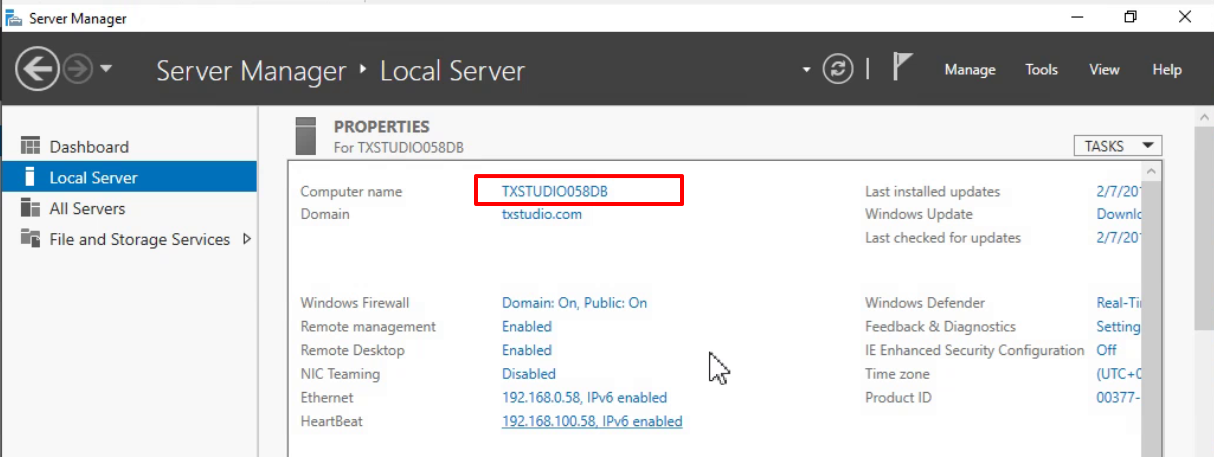 Server Manager
Server Manager ‣ Local Server
Manage Tools View Help
Dashboard
Local Server
All Servers
File and Storage Services
PROPERTIES
For TXSTUDIO058DB
TASKS
Computer name TXSTUDIO058DB
Domain txstudio.com
Last installed updates 2/7/201
Windows Update Downlo
Last checked for updates 2/7/201
Windows Firewall Domain: On, Public: On
Remote management Enabled
Remote Desktop Enabled
NIC Teaming Disabled
Ethernet 192.168.0.58, IPv6 enabled
HeartBeat 192.168.100.58, IPv6 enabled
Windows Defender Real-Ti
Feedback & Diagnostics Setting
IE Enhanced Security Configuration Off
Time zone (UTC+0
Product ID 00377-